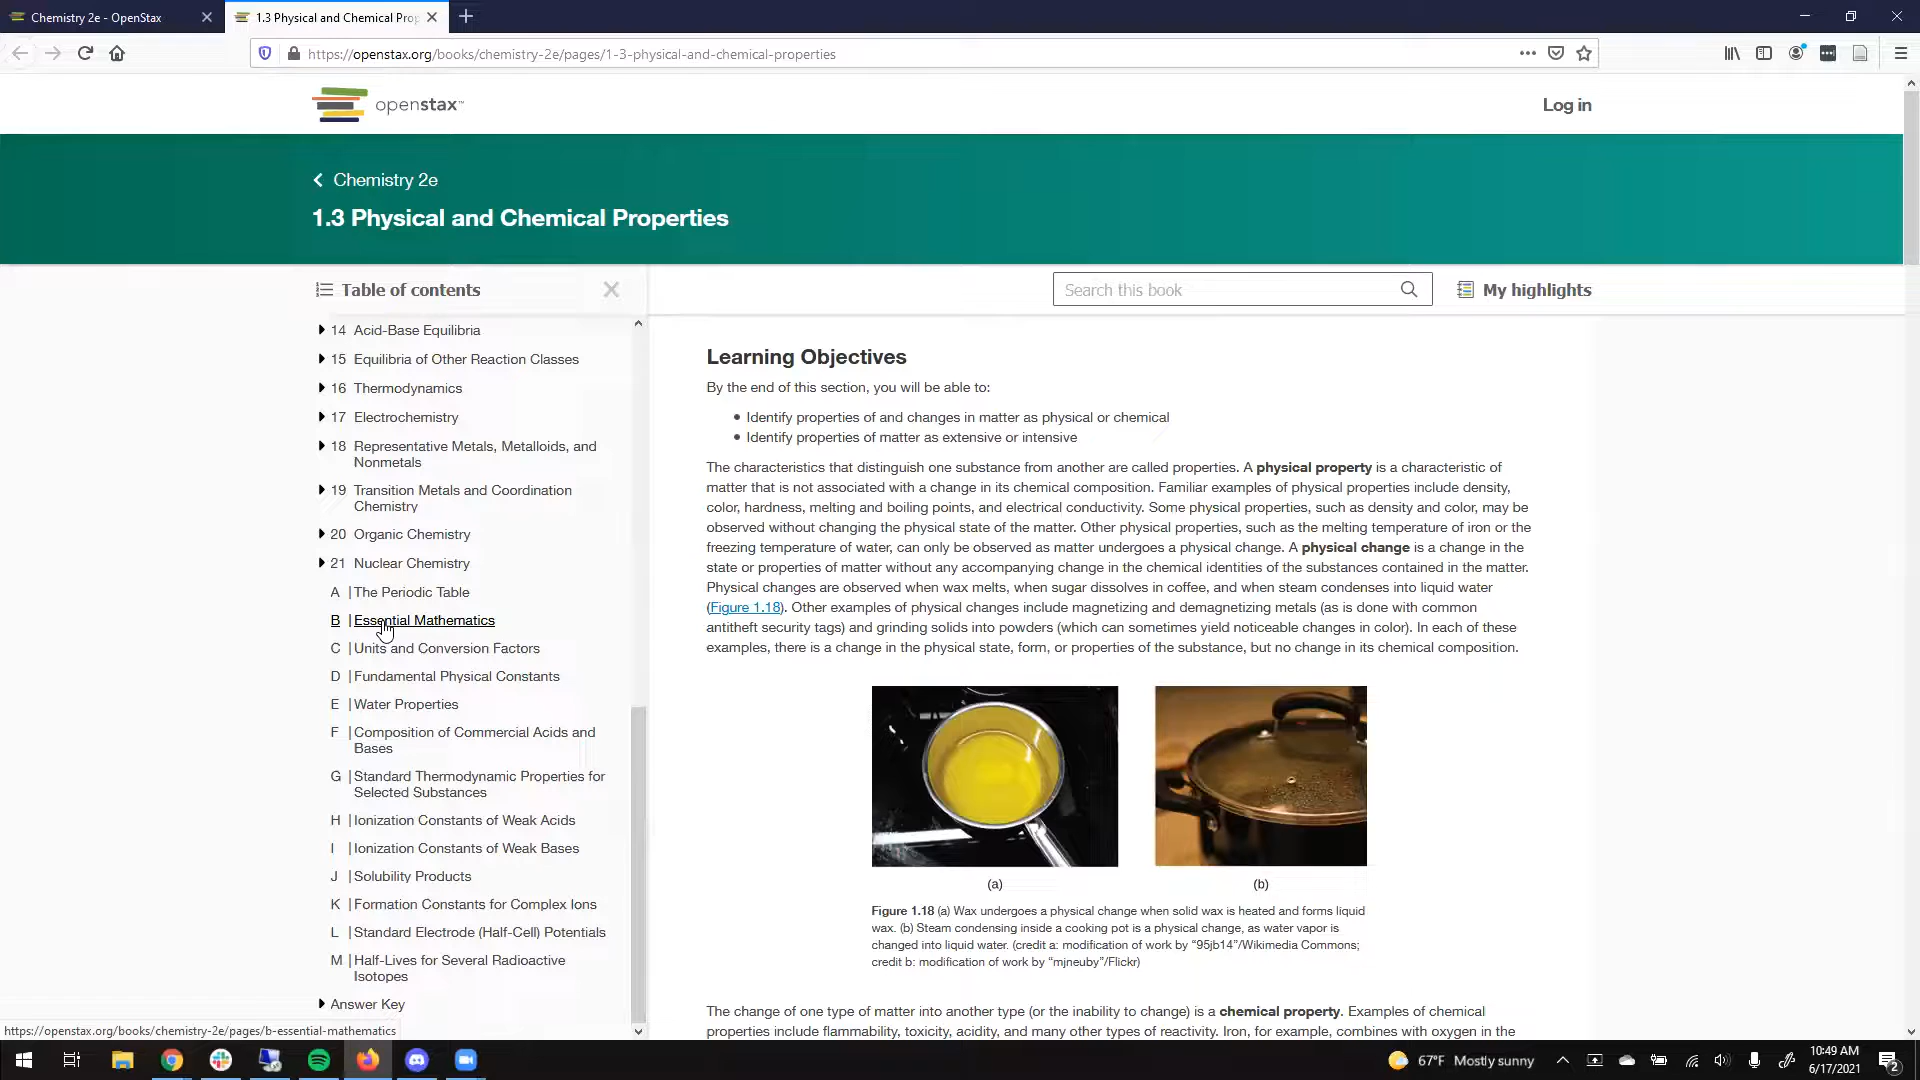 Chemistry 2e - OpenStax
1.3 Physical and Chemical Prop
https://openstax.org/books/chemistry-2e/pages/1-3-physical-and-chemical-properties
openstax™
Log in
Chemistry 2e
1.3 Physical and Chemical Properties
Table of contents
Search this book
My highlights
14 Acid-Base Equilibria
15 Equilibria of Other Reaction Classes
16 Thermodynamics
17 Electrochemistry
18 Representative Metals, Metalloids, and
Nonmetals
19 Transition Metals and Coordination
Chemistry
20 Organic Chemistry
21 Nuclear Chemistry
A | The Periodic Table
B | Essential Mathematics
C | Units and Conversion Factors
D | Fundamental Physical Constants
E | Water Properties
F | Composition of Commercial Acids and
Bases
G | Standard Thermodynamic Properties for
Selected Substances
H | Ionization Constants of Weak Acids
I | Ionization Constants of Weak Bases
J | Solubility Products
K | Formation Constants for Complex Ions
L | Standard Electrode (Half-Cell) Potentials
M | Half-Lives for Several Radioactive
Isotopes
Answer Key
https://openstax.org/books/chemistry-2e/pages/b-essential-mathematics
Learning Objectives
By the end of this section, you will be able to:
• Identify properties of and changes in matter as physical or chemical
• Identify properties of matter as extensive or intensive
The characteristics that distinguish one substance from another are called properties. A physical property is a characteristic of
matter that is not associated with a change in its chemical composition. Familiar examples of physical properties include density,
color, hardness, melting and boiling points, and electrical conductivity. Some physical properties, such as density and color, may be
observed without changing the physical state of the matter. Other physical properties, such as the melting temperature of iron or the
freezing temperature of water, can only be observed as matter undergoes a physical change. A physical change is a change in the
state or properties of matter without any accompanying change in the chemical identities of the substances contained in the matter.
Physical changes are observed when wax melts, when sugar dissolves in coffee, and when steam condenses into liquid water
(Figure 1.18). Other examples of physical changes include magnetizing and demagnetizing metals (as is done with common
antitheft security tags) and grinding solids into powders (which can sometimes yield noticeable changes in color). In each of these
examples, there is a change in the physical state, form, or properties of the substance, but no change in its chemical composition.
(a)
(b)
Figure 1.18 (a) Wax undergoes a physical change when solid wax is heated and forms liquid
wax. (b) Steam condensing inside a cooking pot is a physical change, as water vapor is
changed into liquid water. (credit a: modification of work by “95jb14”/Wikimedia Commons;
credit b: modification of work by “mjneuby”/Flickr)
The change of one type of matter into another type (or the inability to change) is a chemical property. Examples of chemical
properties include flammability, toxicity, acidity, and many other types of reactivity. Iron, for example, combines with oxygen in the
67°F Mostly sunny
10:49 AM
6/17/2021
2